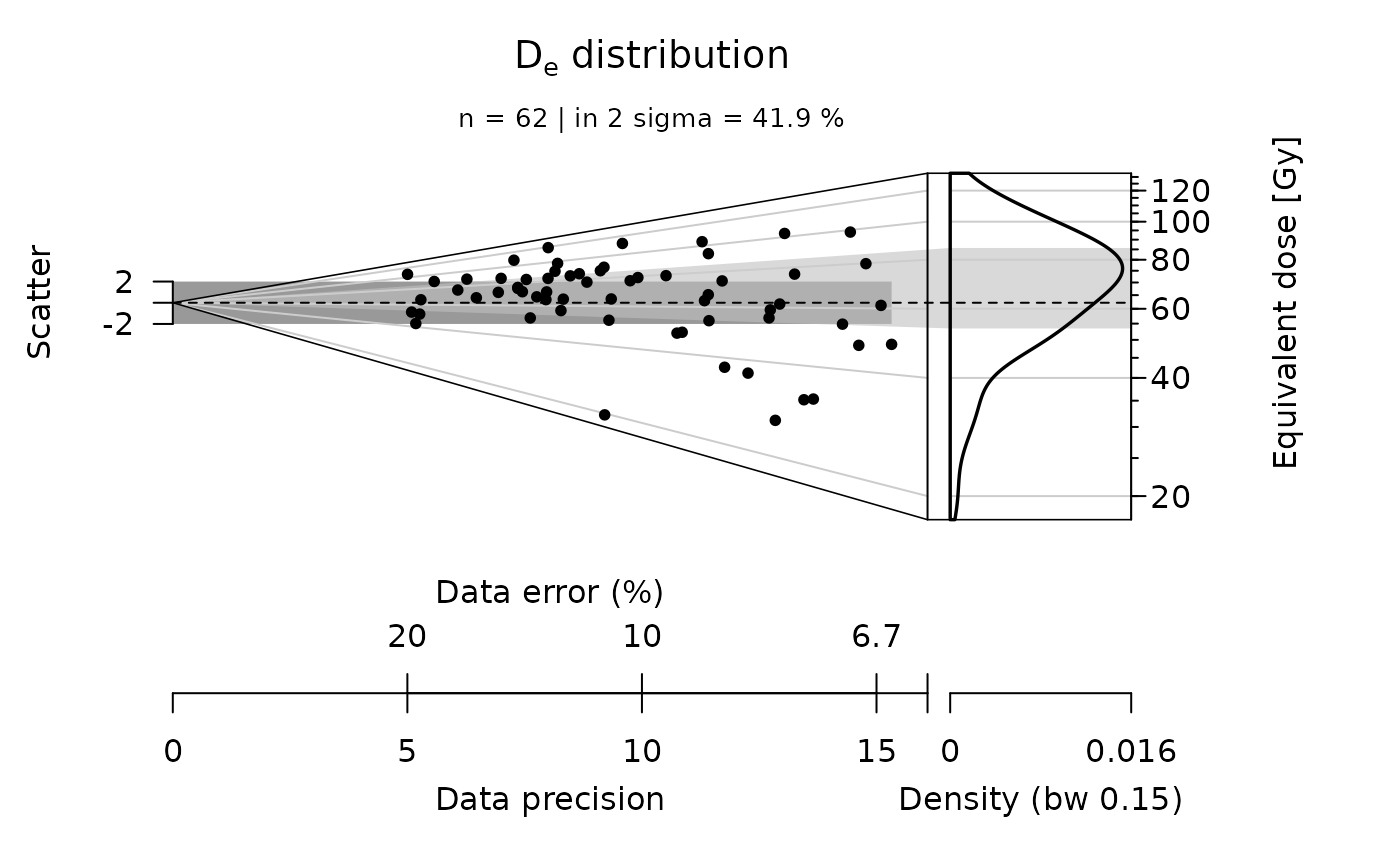 Dₑ distribution
n = 62 | in 2 sigma = 41.9 %
Scatter
2
-2
Equivalent dose [Gy]
120
100
80
60
40
20
Data error (%)
20 10 6.7
0 5 10 15 0 0.016
Data precision Density (bw 0.15)